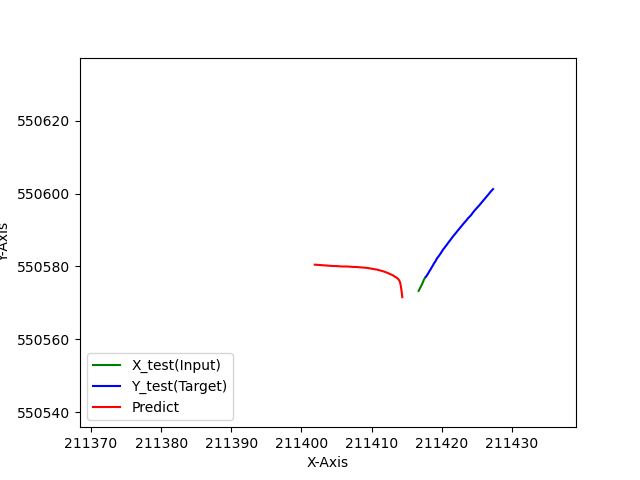 550620
550600
550580
550560
550540
Y-Axis
X_test(Input)
Y_test(Target)
Predict
211370 211380 211390 211400 211410 211420 211430
X-Axis